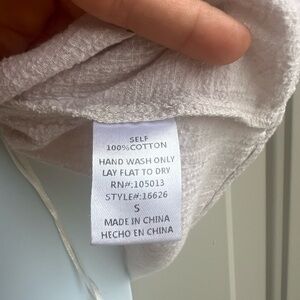 SELF
100%COTTON
HAND WASH ONLY
LAY FLAT TO DRY
RN#:105013
STYLE#:16626
S
MADE IN CHINA
HECHO EN CHINA